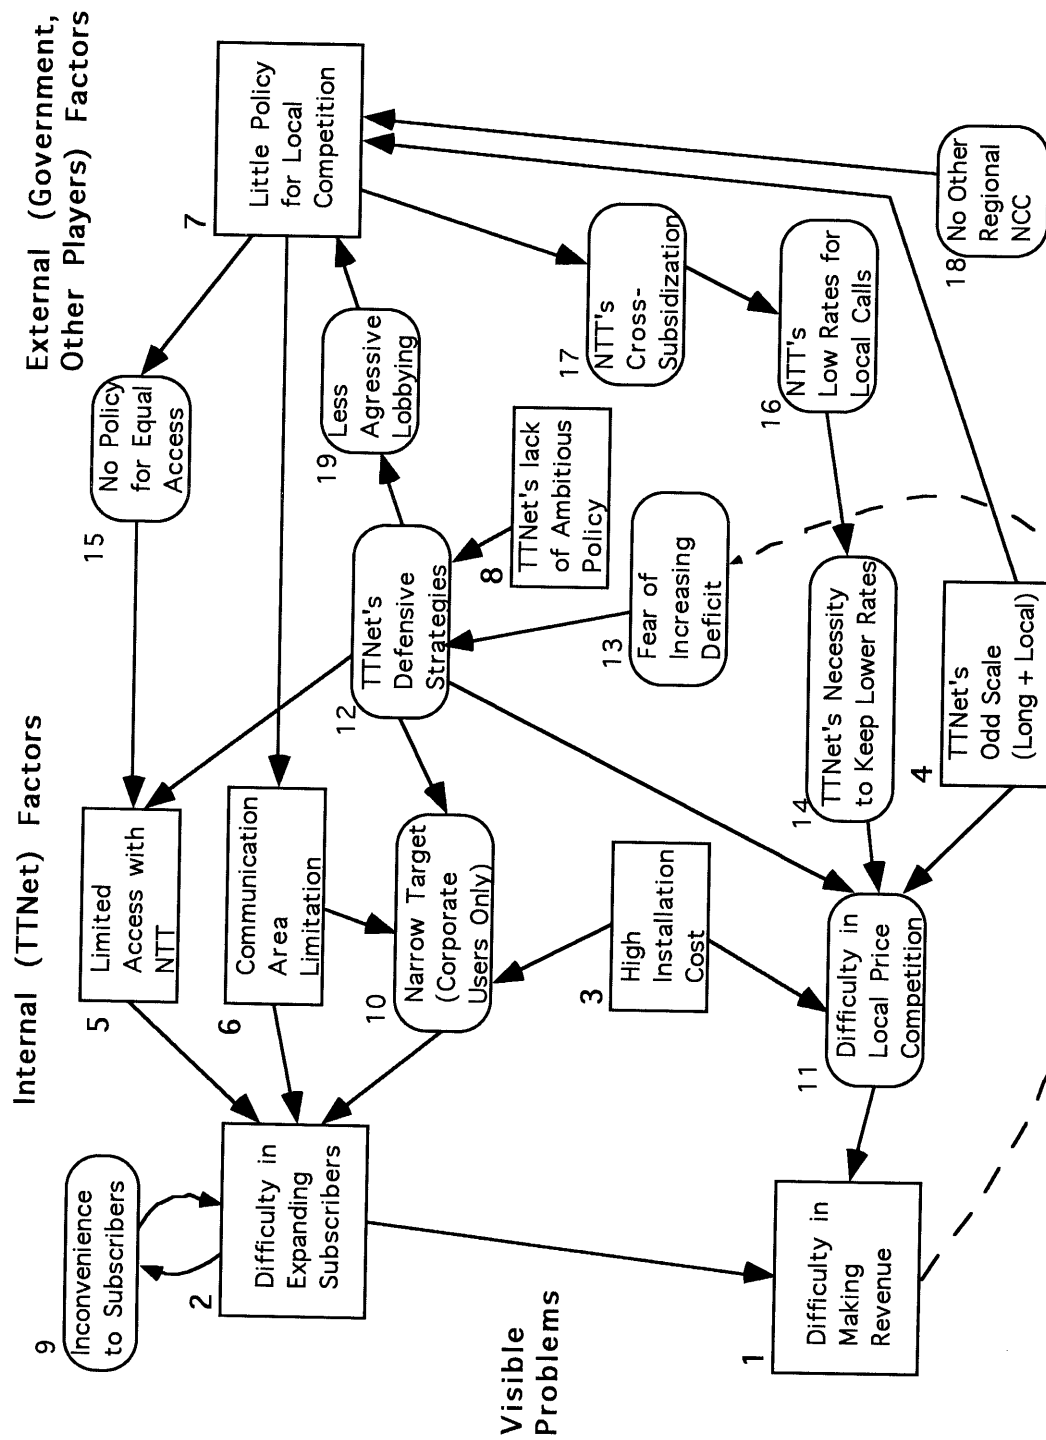 External (Government,
Other Players) Factors
Internal (TTNet) Factors
Visible
Problems
9
Inconvenience
to Subscribers
2
Difficulty in
Expanding
Subscribers
1
Difficulty in
Making
Revenue
5
Limited
Access with
NTT
6
Communication
Area
Limitation
10
Narrow Target
(Corporate
Users Only)
3
High
Installation
Cost
11
Difficulty in
Local Price
Competition
12
TTNet's
Defensive
Strategies
8
TTNet's lack
of Ambitious
Policy
13
Fear of
Increasing
Deficit
14
TTNet's Necessity
to Keep Lower Rates
4
TTNet's
Odd Scale
(Long + Local)
15
No Policy
for Equal
Access
19
Less
Agressive
Lobbying
7
Little Policy
for Local
Competition
17
NTT's
Cross-
Subsidization
16
NTT's
Low Rates for
Local Calls
18
No Other
Regional
NCC